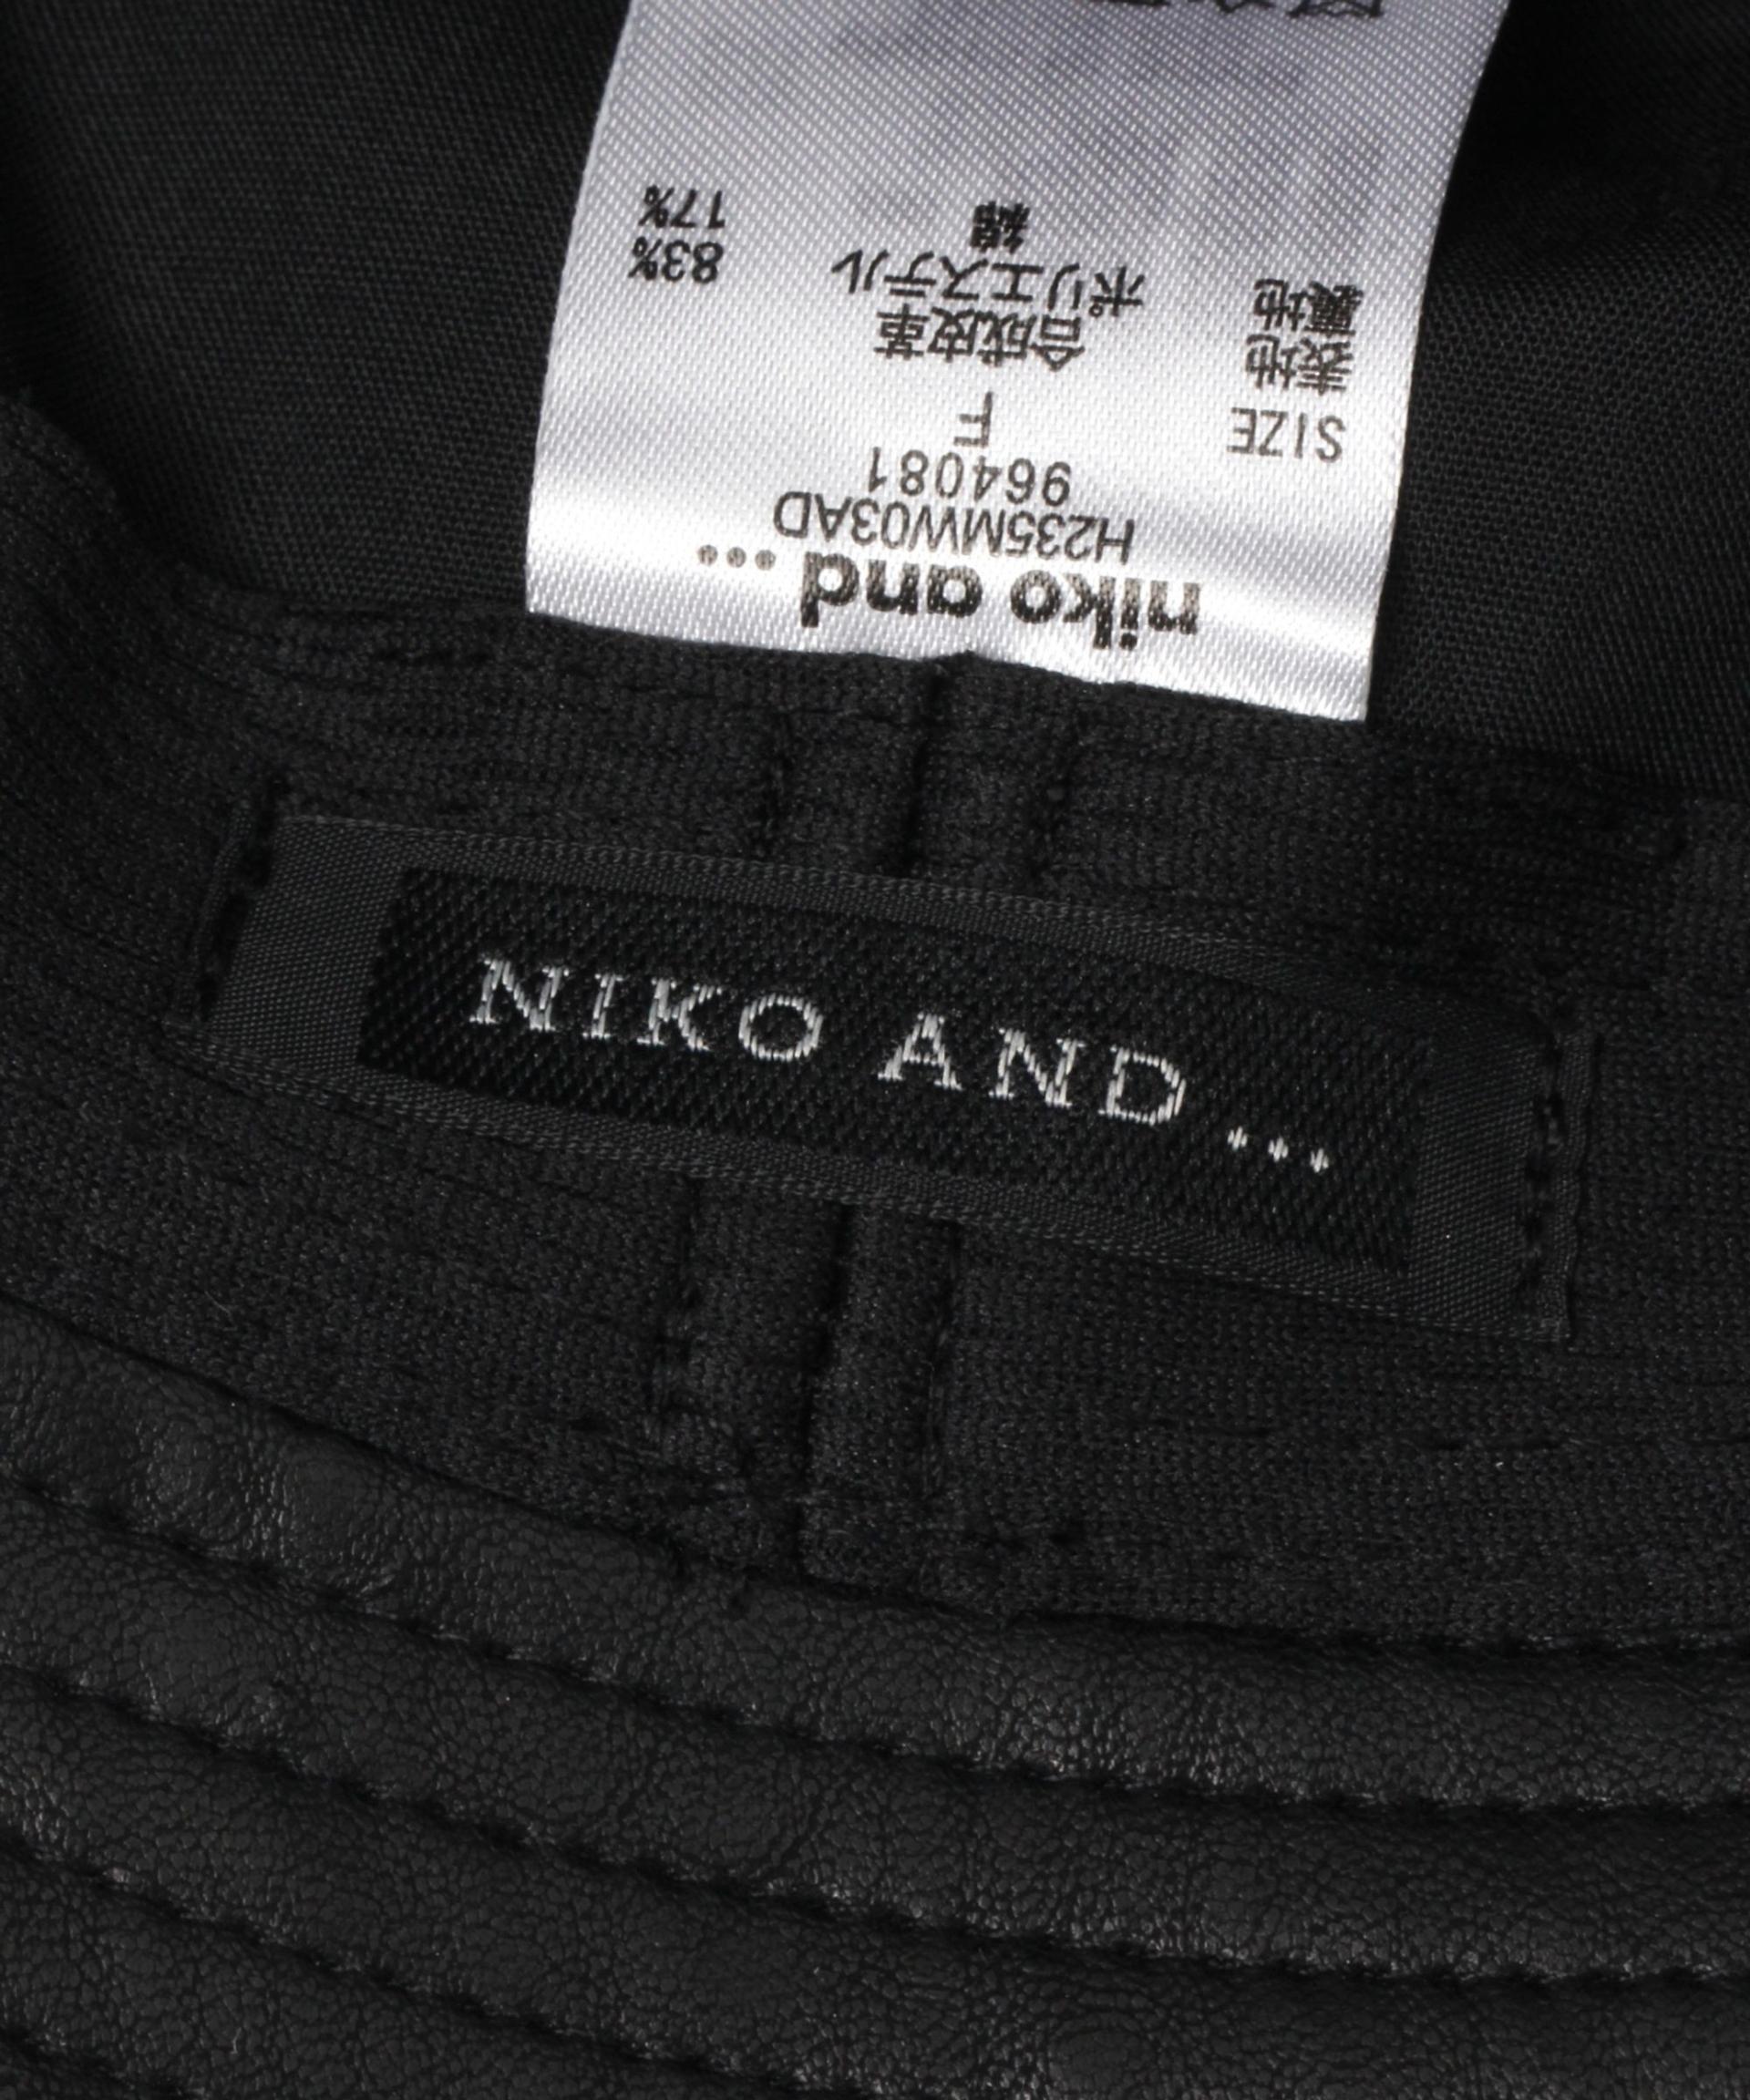 niko and ...
H235MW03AD
964081
SIZE F
表地 合成皮革
裏地 ポリエステル 83%
綿 17%
NIKO AND ...